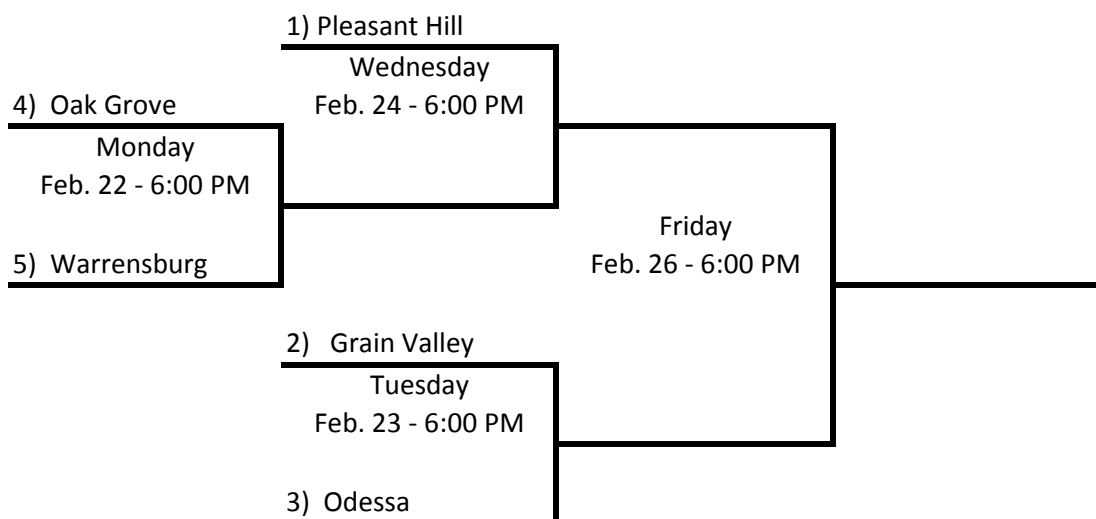 1) Pleasant Hill
Wednesday
Feb. 24 - 6:00 PM
4) Oak Grove
Monday
Feb. 22 - 6:00 PM
5) Warrensburg
Friday
Feb. 26 - 6:00 PM
2) Grain Valley
Tuesday
Feb. 23 - 6:00 PM
3) Odessa